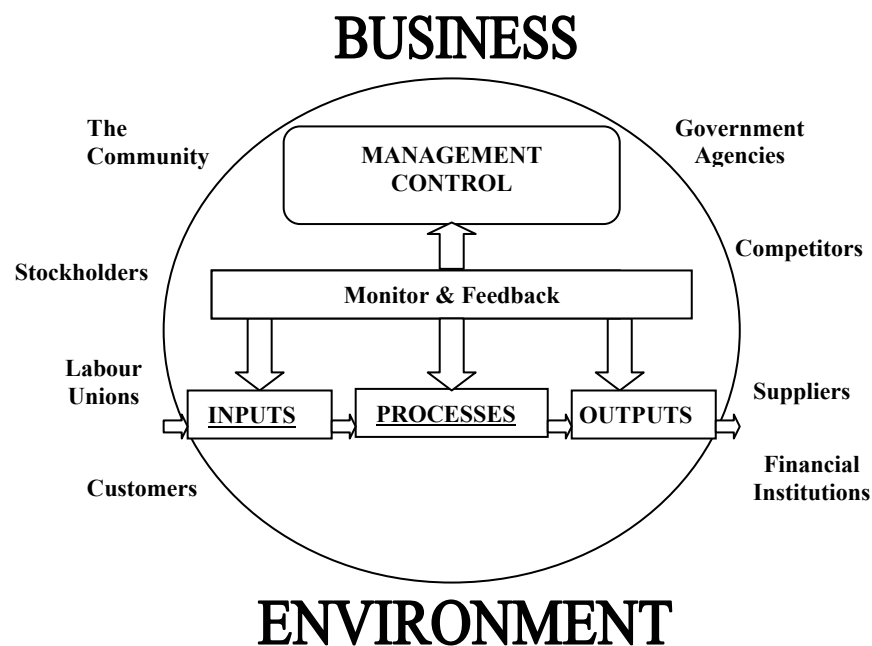 BUSINESS
The
Community
Government
Agencies
MANAGEMENT
CONTROL
Competitors
Stockholders
Monitor & Feedback
Labour
Unions
Suppliers
INPUTS
PROCESSES
OUTPUTS
Customers
Financial
Institutions
ENVIRONMENT